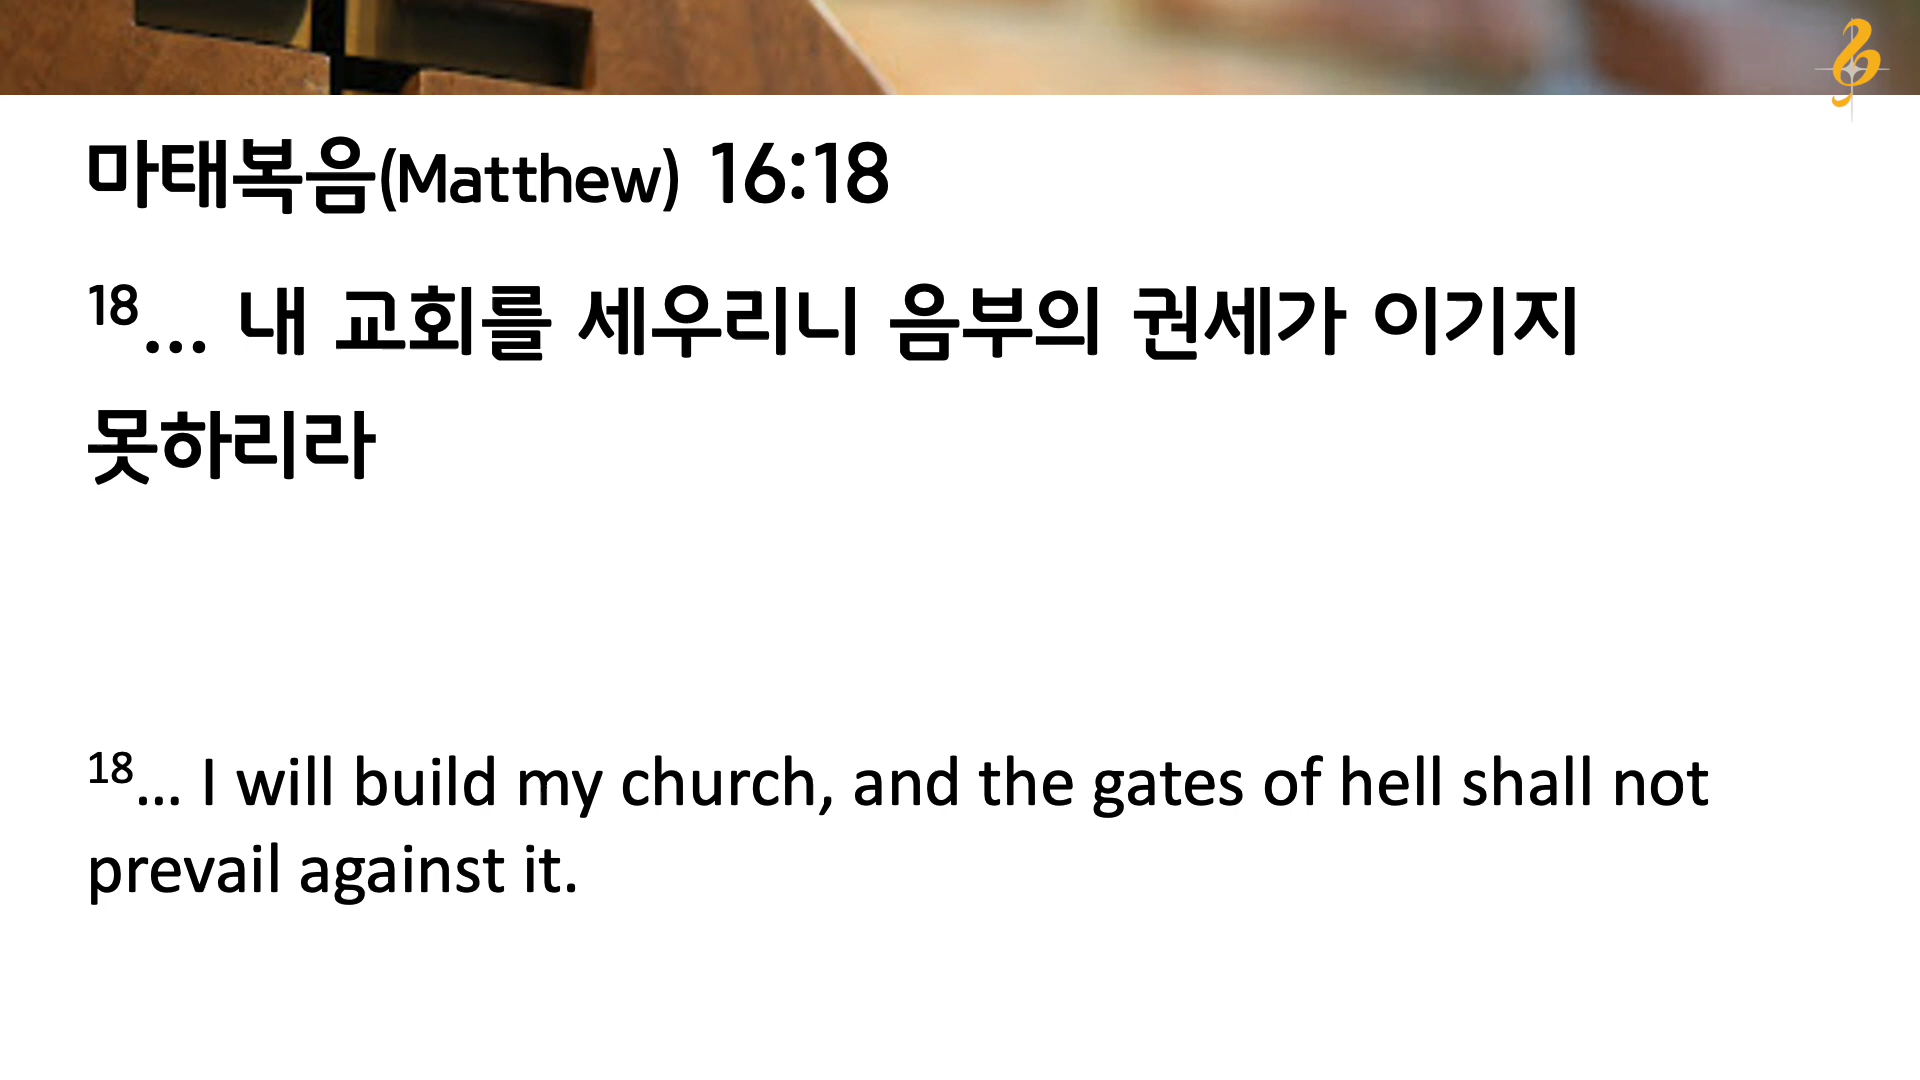 마태복음(Matthew) 16:18
18... 내 교회를 세우리니 음부의 권세가 이기지
못하리라
18... I will build my church, and the gates of hell shall not
prevail against it.